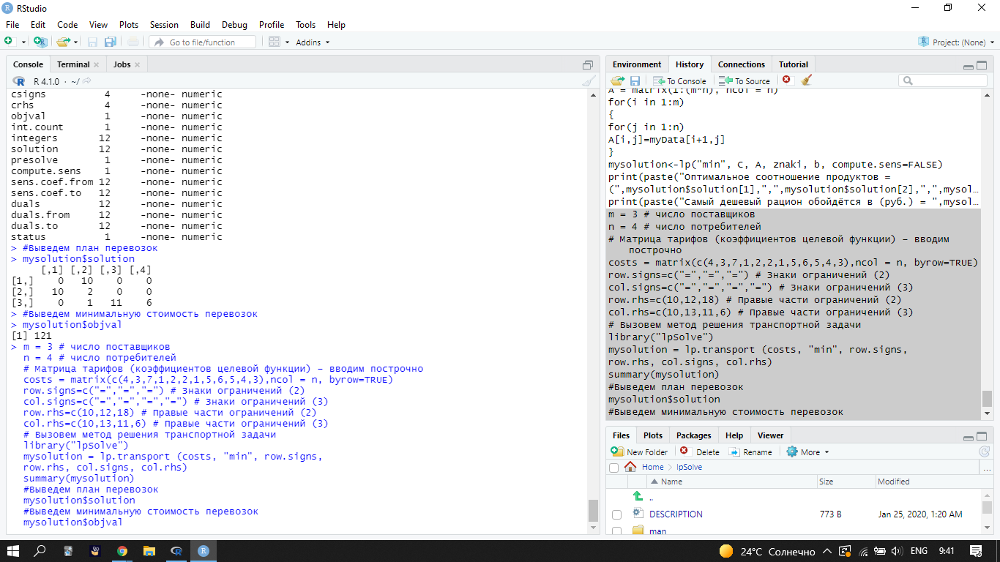 RStudio
File Edit Code View Plots Session Build Debug Profile Tools Help
Go to file/function Addins Project: (None)
Console Terminal Jobs
R 4.1.0 · ~/
csigns 4 -none- numeric
crhs 4 -none- numeric
objval 1 -none- numeric
int.count 1 -none- numeric
integers 12 -none- numeric
solution 12 -none- numeric
presolve 1 -none- numeric
compute.sens 1 -none- numeric
sens.coef.from 12 -none- numeric
sens.coef.to 12 -none- numeric
duals 12 -none- numeric
duals.from 12 -none- numeric
duals.to 12 -none- numeric
status 1 -none- numeric
> #Выведем план перевозок
> mysolution$solution
[,1] [,2] [,3] [,4]
[1,] 0 10 0 0
[2,] 10 2 0 0
[3,] 0 1 11 6
> #Выведем минимальную стоимость перевозок
> mysolution$objval
[1] 121
> m = 3 # число поставщиков
n = 4 # число потребителей
# Матрица тарифов (коэффициентов целевой функции) – вводим построчно
costs = matrix(c(4,3,7,1,2,2,1,5,6,5,4,3),ncol = n, byrow=TRUE)
row.signs=c("=","=","=") # Знаки ограничений (2)
col.signs=c("=","=","=","=") # Знаки ограничений (3)
row.rhs=c(10,12,18) # Правые части ограничений (2)
col.rhs=c(10,13,11,6) # Правые части ограничений (3)
# Вызовем метод решения транспортной задачи
library("lpSolve")
mysolution = lp.transport (costs, "min", row.signs,
row.rhs, col.signs, col.rhs)
summary(mysolution)
#Выведем план перевозок
mysolution$solution
#Выведем минимальную стоимость перевозок
mysolution$objval
Environment History Connections Tutorial
To Console To Source
A = matrix(1:(m*n), ncol = n)
for(i in 1:m)
{
for(j in 1:n)
A[i,j]=myData[i+1,j]
}
mysolution<-lp("min", C, A, znaki, b, compute.sens=FALSE)
print(paste("Оптимальное соотношение продуктов =
(",mysolution$solution[1],",",mysolution$solution[2],",",mysol…
print(paste("Самый дешевый рацион обойдётся в (руб.) = ",mysol…
m = 3 # число поставщиков
n = 4 # число потребителей
# Матрица тарифов (коэффициентов целевой функции) – вводим
построчно
costs = matrix(c(4,3,7,1,2,2,1,5,6,5,4,3),ncol = n, byrow=TRUE)
row.signs=c("=","=","=") # Знаки ограничений (2)
col.signs=c("=","=","=","=") # Знаки ограничений (3)
row.rhs=c(10,12,18) # Правые части ограничений (2)
col.rhs=c(10,13,11,6) # Правые части ограничений (3)
# Вызовем метод решения транспортной задачи
library("lpSolve")
mysolution = lp.transport (costs, "min", row.signs,
row.rhs, col.signs, col.rhs)
summary(mysolution)
#Выведем план перевозок
mysolution$solution
#Выведем минимальную стоимость перевозок
Files Plots Packages Help Viewer
New Folder Delete Rename More
Home lpSolve ...
Name Size Modified
..
DESCRIPTION 773 B Jan 25, 2020, 1:20 AM
man
24°C Солнечно ENG 9:41